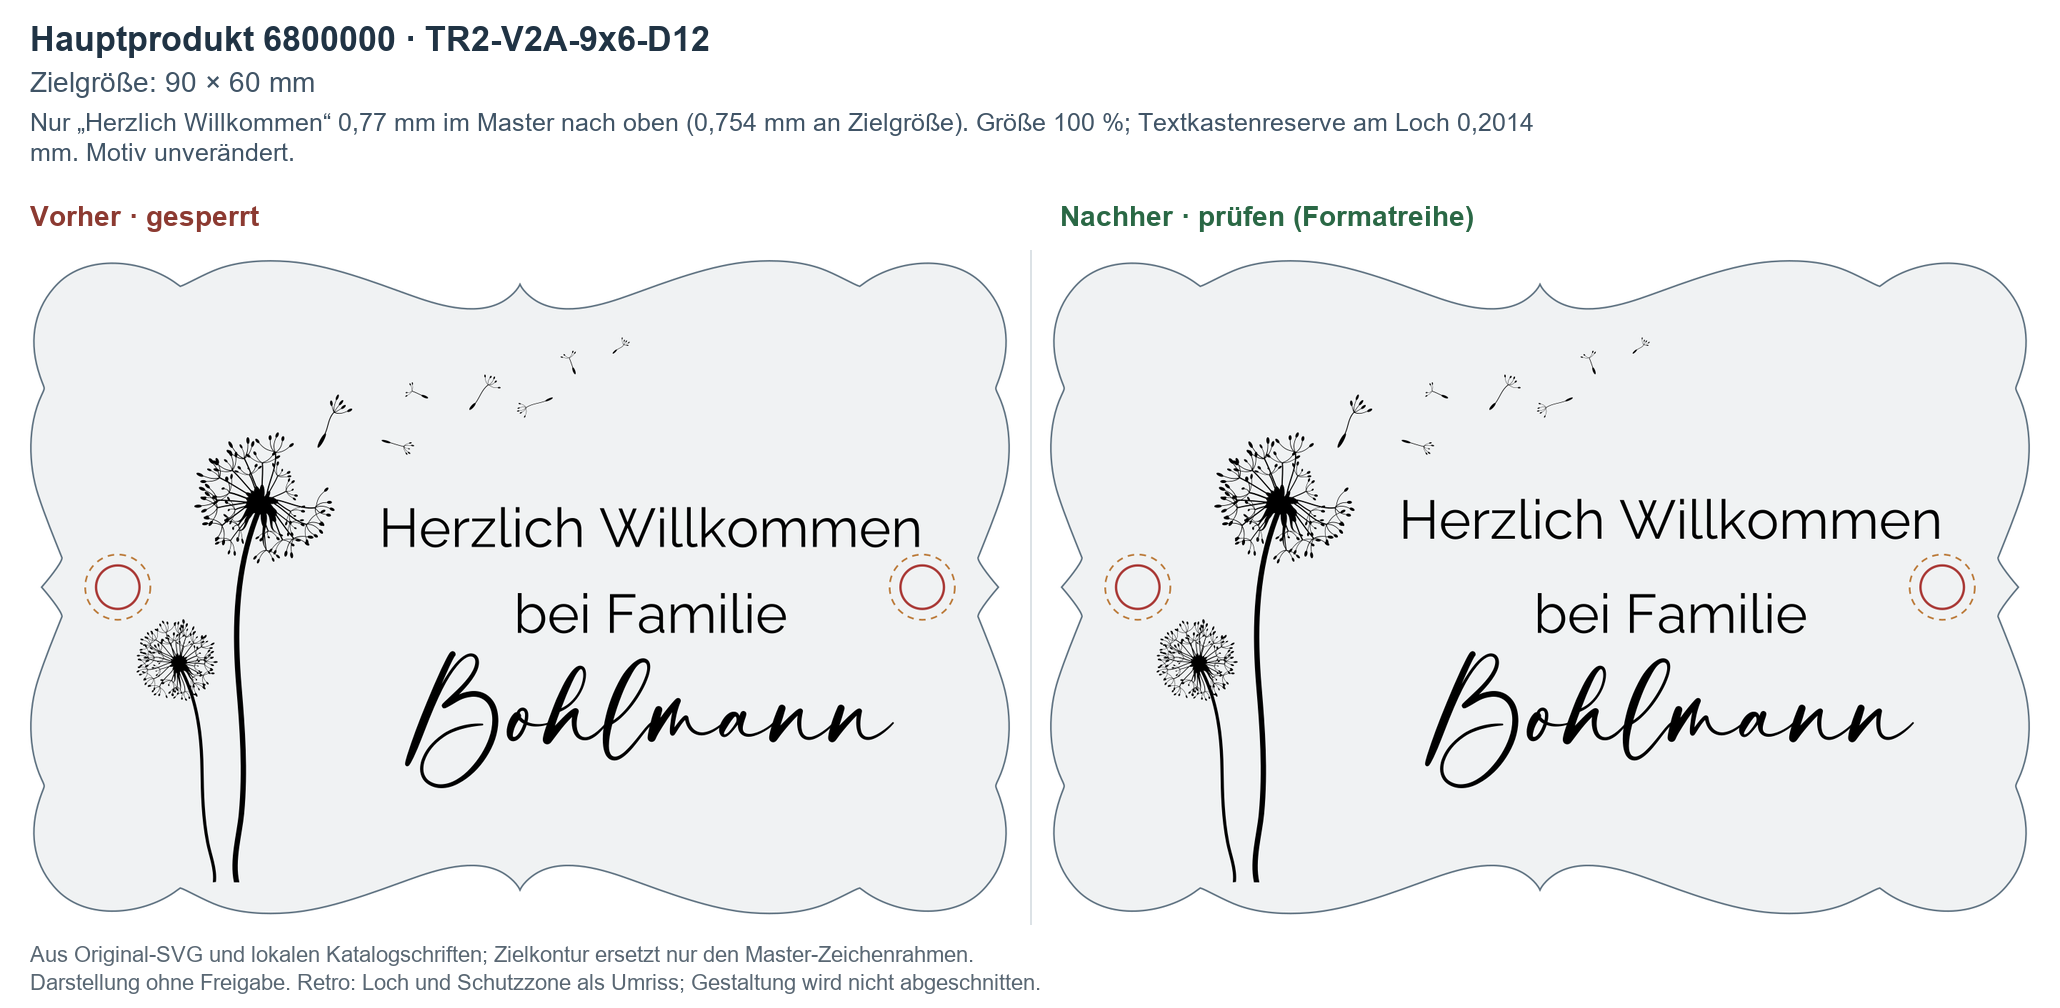 Hauptprodukt 6800000 · TR2-V2A-9x6-D12
Zielgröße: 90 × 60 mm
Nur „Herzlich Willkommen“ 0,77 mm im Master nach oben (0,754 mm an Zielgröße). Größe 100 %; Textkastenreserve am Loch 0,2014
mm. Motiv unverändert.
Vorher · gesperrt
Herzlich Willkommen
bei Familie
Bohlmann
Nachher · prüfen (Formatreihe)
Herzlich Willkommen
bei Familie
Bohlmann
Aus Original-SVG und lokalen Katalogschriften; Zielkontur ersetzt nur den Master-Zeichenrahmen.
Darstellung ohne Freigabe. Retro: Loch und Schutzzone als Umriss; Gestaltung wird nicht abgeschnitten.